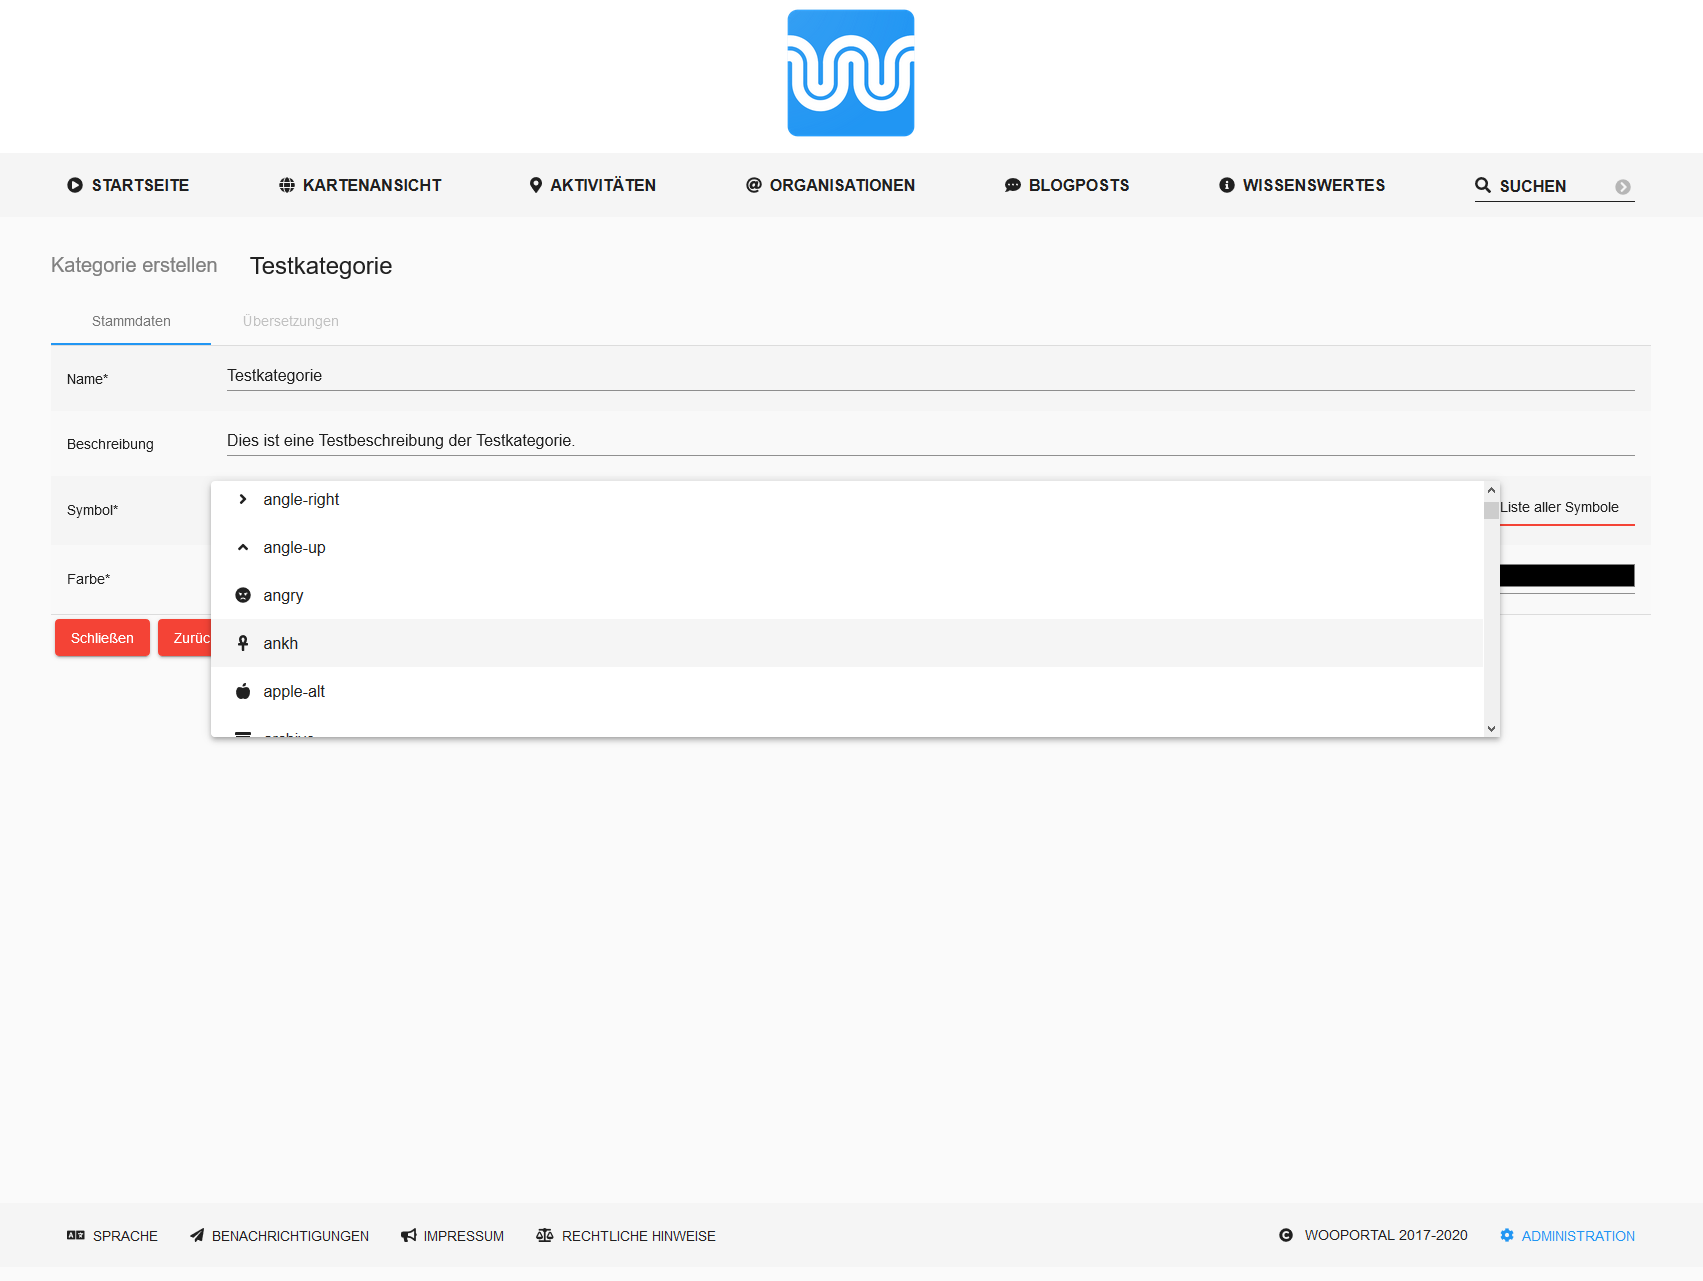 STARTSEITE KARTENANSICHT AKTIVITÄTEN ORGANISATIONEN BLOGPOSTS WISSENSWERTES SUCHEN
Kategorie erstellen Testkategorie
Stammdaten Übersetzungen
Name* Testkategorie
Beschreibung Dies ist eine Testbeschreibung der Testkategorie.
Symbol* angle-right Liste aller Symbole
angle-up
Farbe* angry
Schließen Zurüc ankh
apple-alt
SPRACHE BENACHRICHTIGUNGEN IMPRESSUM RECHTLICHE HINWEISE WOOPORTAL 2017-2020 ADMINISTRATION